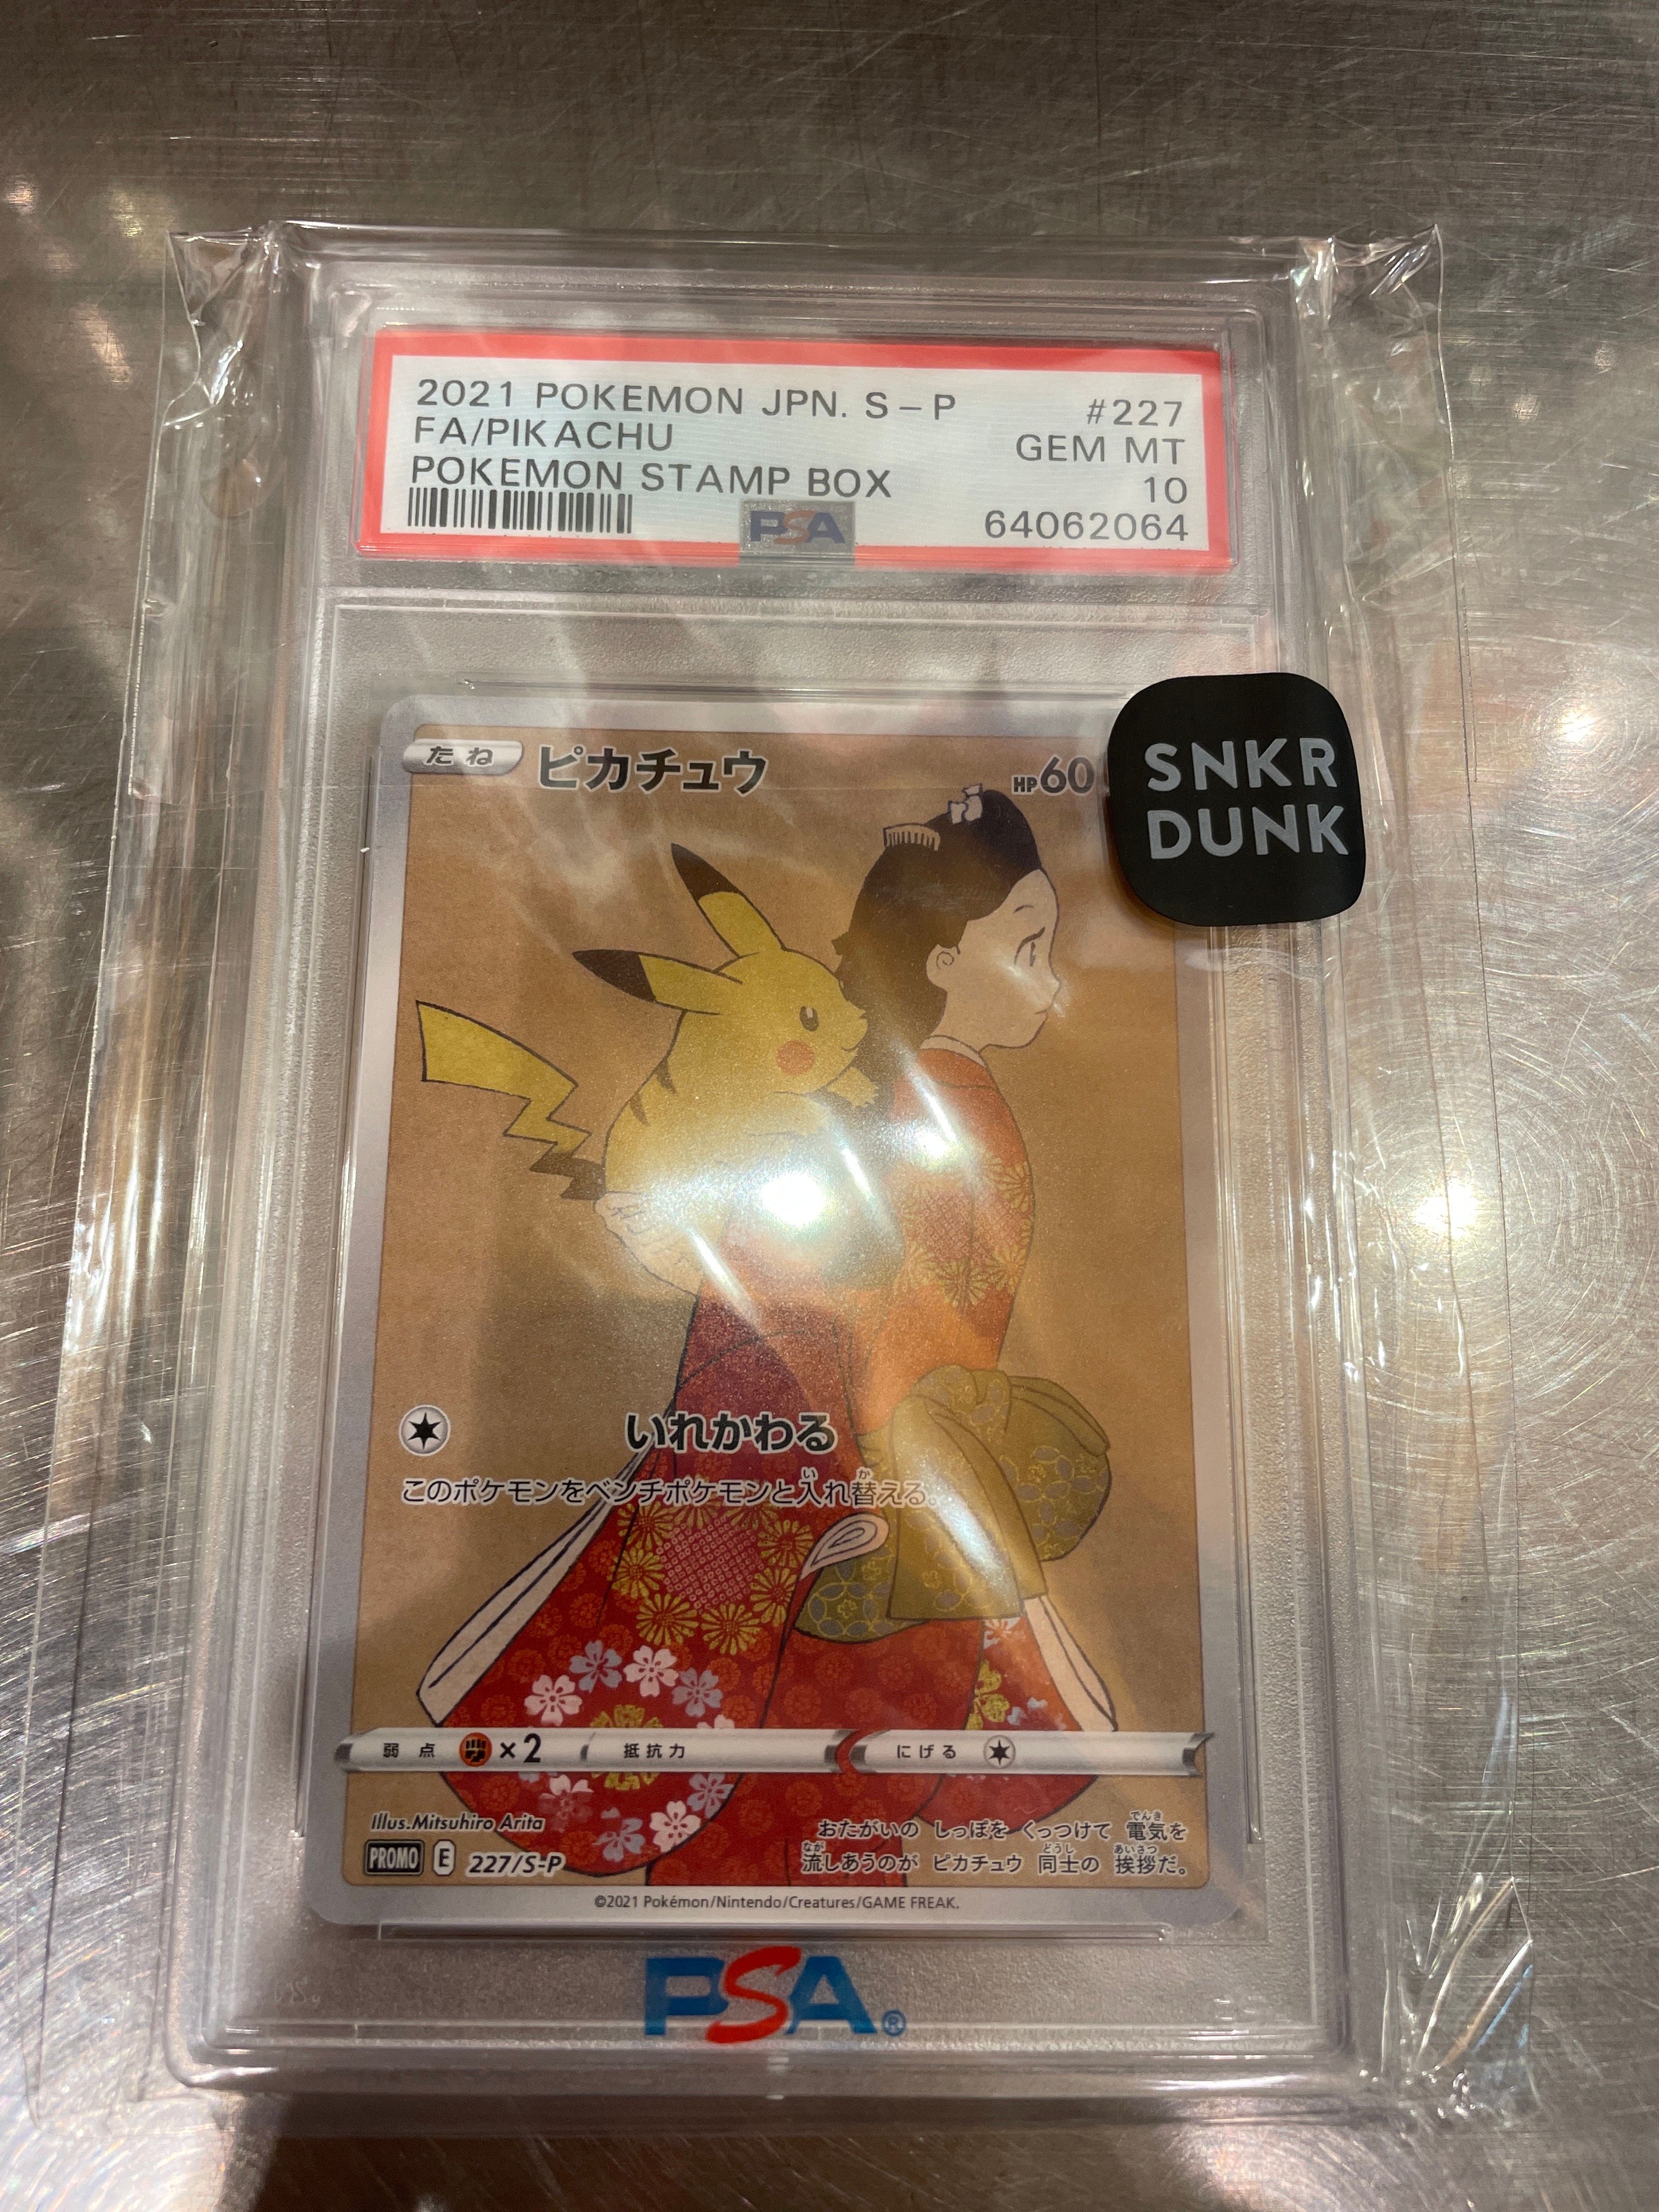 2021 POKEMON JPN. S-P #227
FA/PIKACHU GEM MT
POKEMON STAMP BOX 10
PSA 64062064
たね ピカチュウ HP60
SNKR
DUNK
いれかわる
このポケモンをベンチポケモンと入れ替える。
弱点 ×2 抵抗力 にげる
Illus.Mitsuhiro Arita
おたがいの しっぽを くっつけて 電気を
PROMO E 227/S-P
流しあうのが ピカチュウ 同士の 挨拶だ。
©2021 Pokémon/Nintendo/Creatures/GAME FREAK.
PSA®